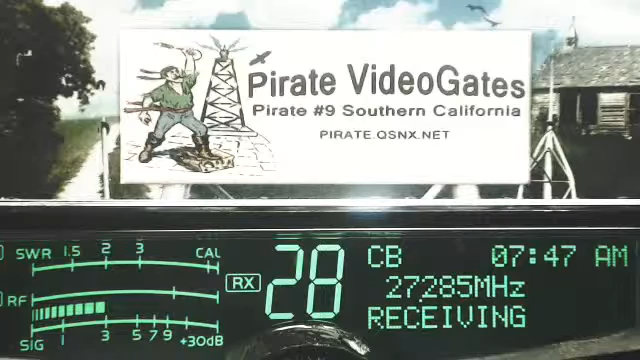 Pirate VideoGates
Pirate #9 Southern California
PIRATE.QSNX.NET
SWR 1.5 2 3 CAL
RX 28 CB 07:47 AM
27285MHz
RF
RECEIVING
SIG 1 3 5 7 9 +30dB